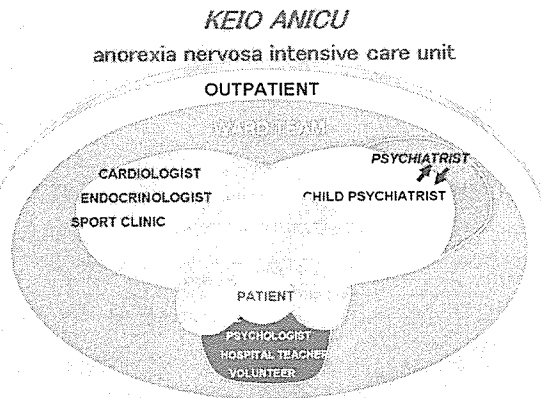 KEIO ANICU
anorexia nervosa intensive care unit
OUTPATIENT
WARD TEAM
PSYCHIATRIST
CARDIOLOGIST
ENDOCRINOLOGIST
SPORT CLINIC
CHILD PSYCHIATRIST
PATIENT
PSYCHOLOGIST
HOSPITAL TEACHER
VOLUNTEER